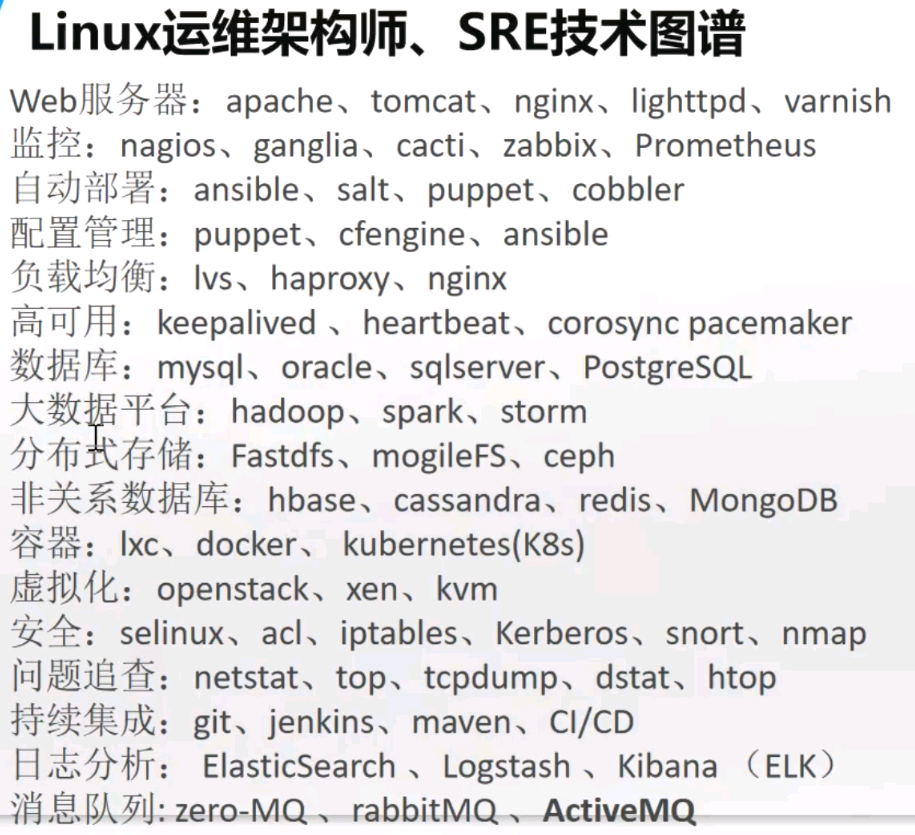 Linux运维架构师、SRE技术图谱
Web服务器：apache、tomcat、nginx、lighttpd、varnish
监控：nagios、ganglia、cacti、zabbix、Prometheus
自动部署：ansible、salt、puppet、cobbler
配置管理：puppet、cfengine、ansible
负载均衡：lvs、haproxy、nginx
高可用：keepalived 、heartbeat、corosync pacemaker
数据库：mysql、oracle、sqlserver、PostgreSQL
大数据平台：hadoop、spark、storm
分布式存储：Fastdfs、mogileFS、ceph
非关系数据库：hbase、cassandra、redis、MongoDB
容器：lxc、docker、 kubernetes(K8s)
虚拟化：openstack、xen、kvm
安全：selinux、acl、iptables、Kerberos、snort、nmap
问题追查：netstat、top、tcpdump、dstat、htop
持续集成：git、jenkins、maven、CI/CD
日志分析： ElasticSearch 、Logstash 、Kibana （ELK）
消息队列: zero-MQ 、rabbitMQ 、ActiveMQ